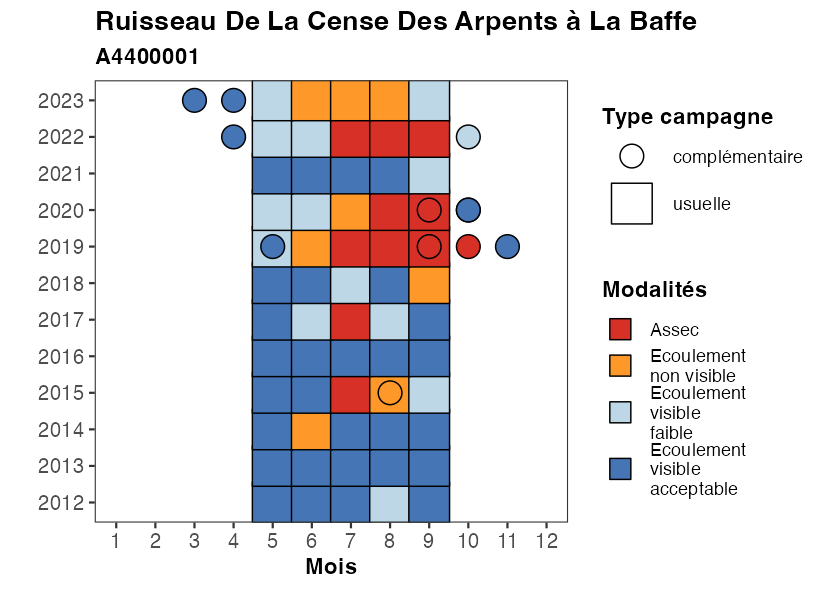 Ruisseau De La Cense Des Arpents à La Baffe
A4400001
2023
2022
2021
2020
2019
2018
2017
2016
2015
2014
2013
2012
1 2 3 4 5 6 7 8 9 10 11 12
Mois
Type campagne
complémentaire
usuelle
Modalités
Assec
Ecoulement
non visible
Ecoulement
visible
faible
Ecoulement
visible
acceptable